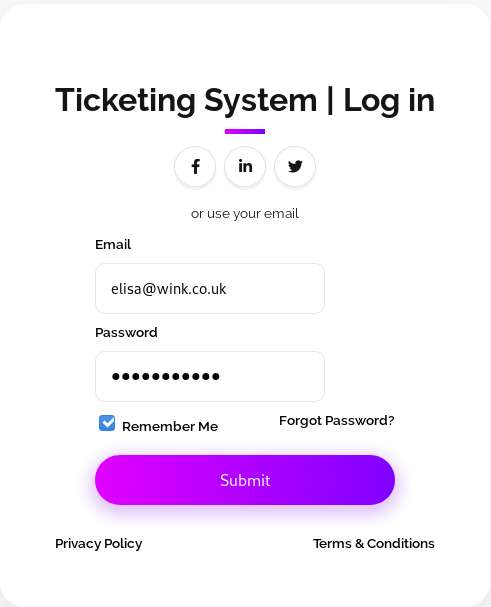 Ticketing System | Log in
or use your email
Email
elisa@wink.co.uk
Password
●●●●●●●●●●●
Remember Me
Forgot Password?
Submit
Privacy Policy
Terms & Conditions